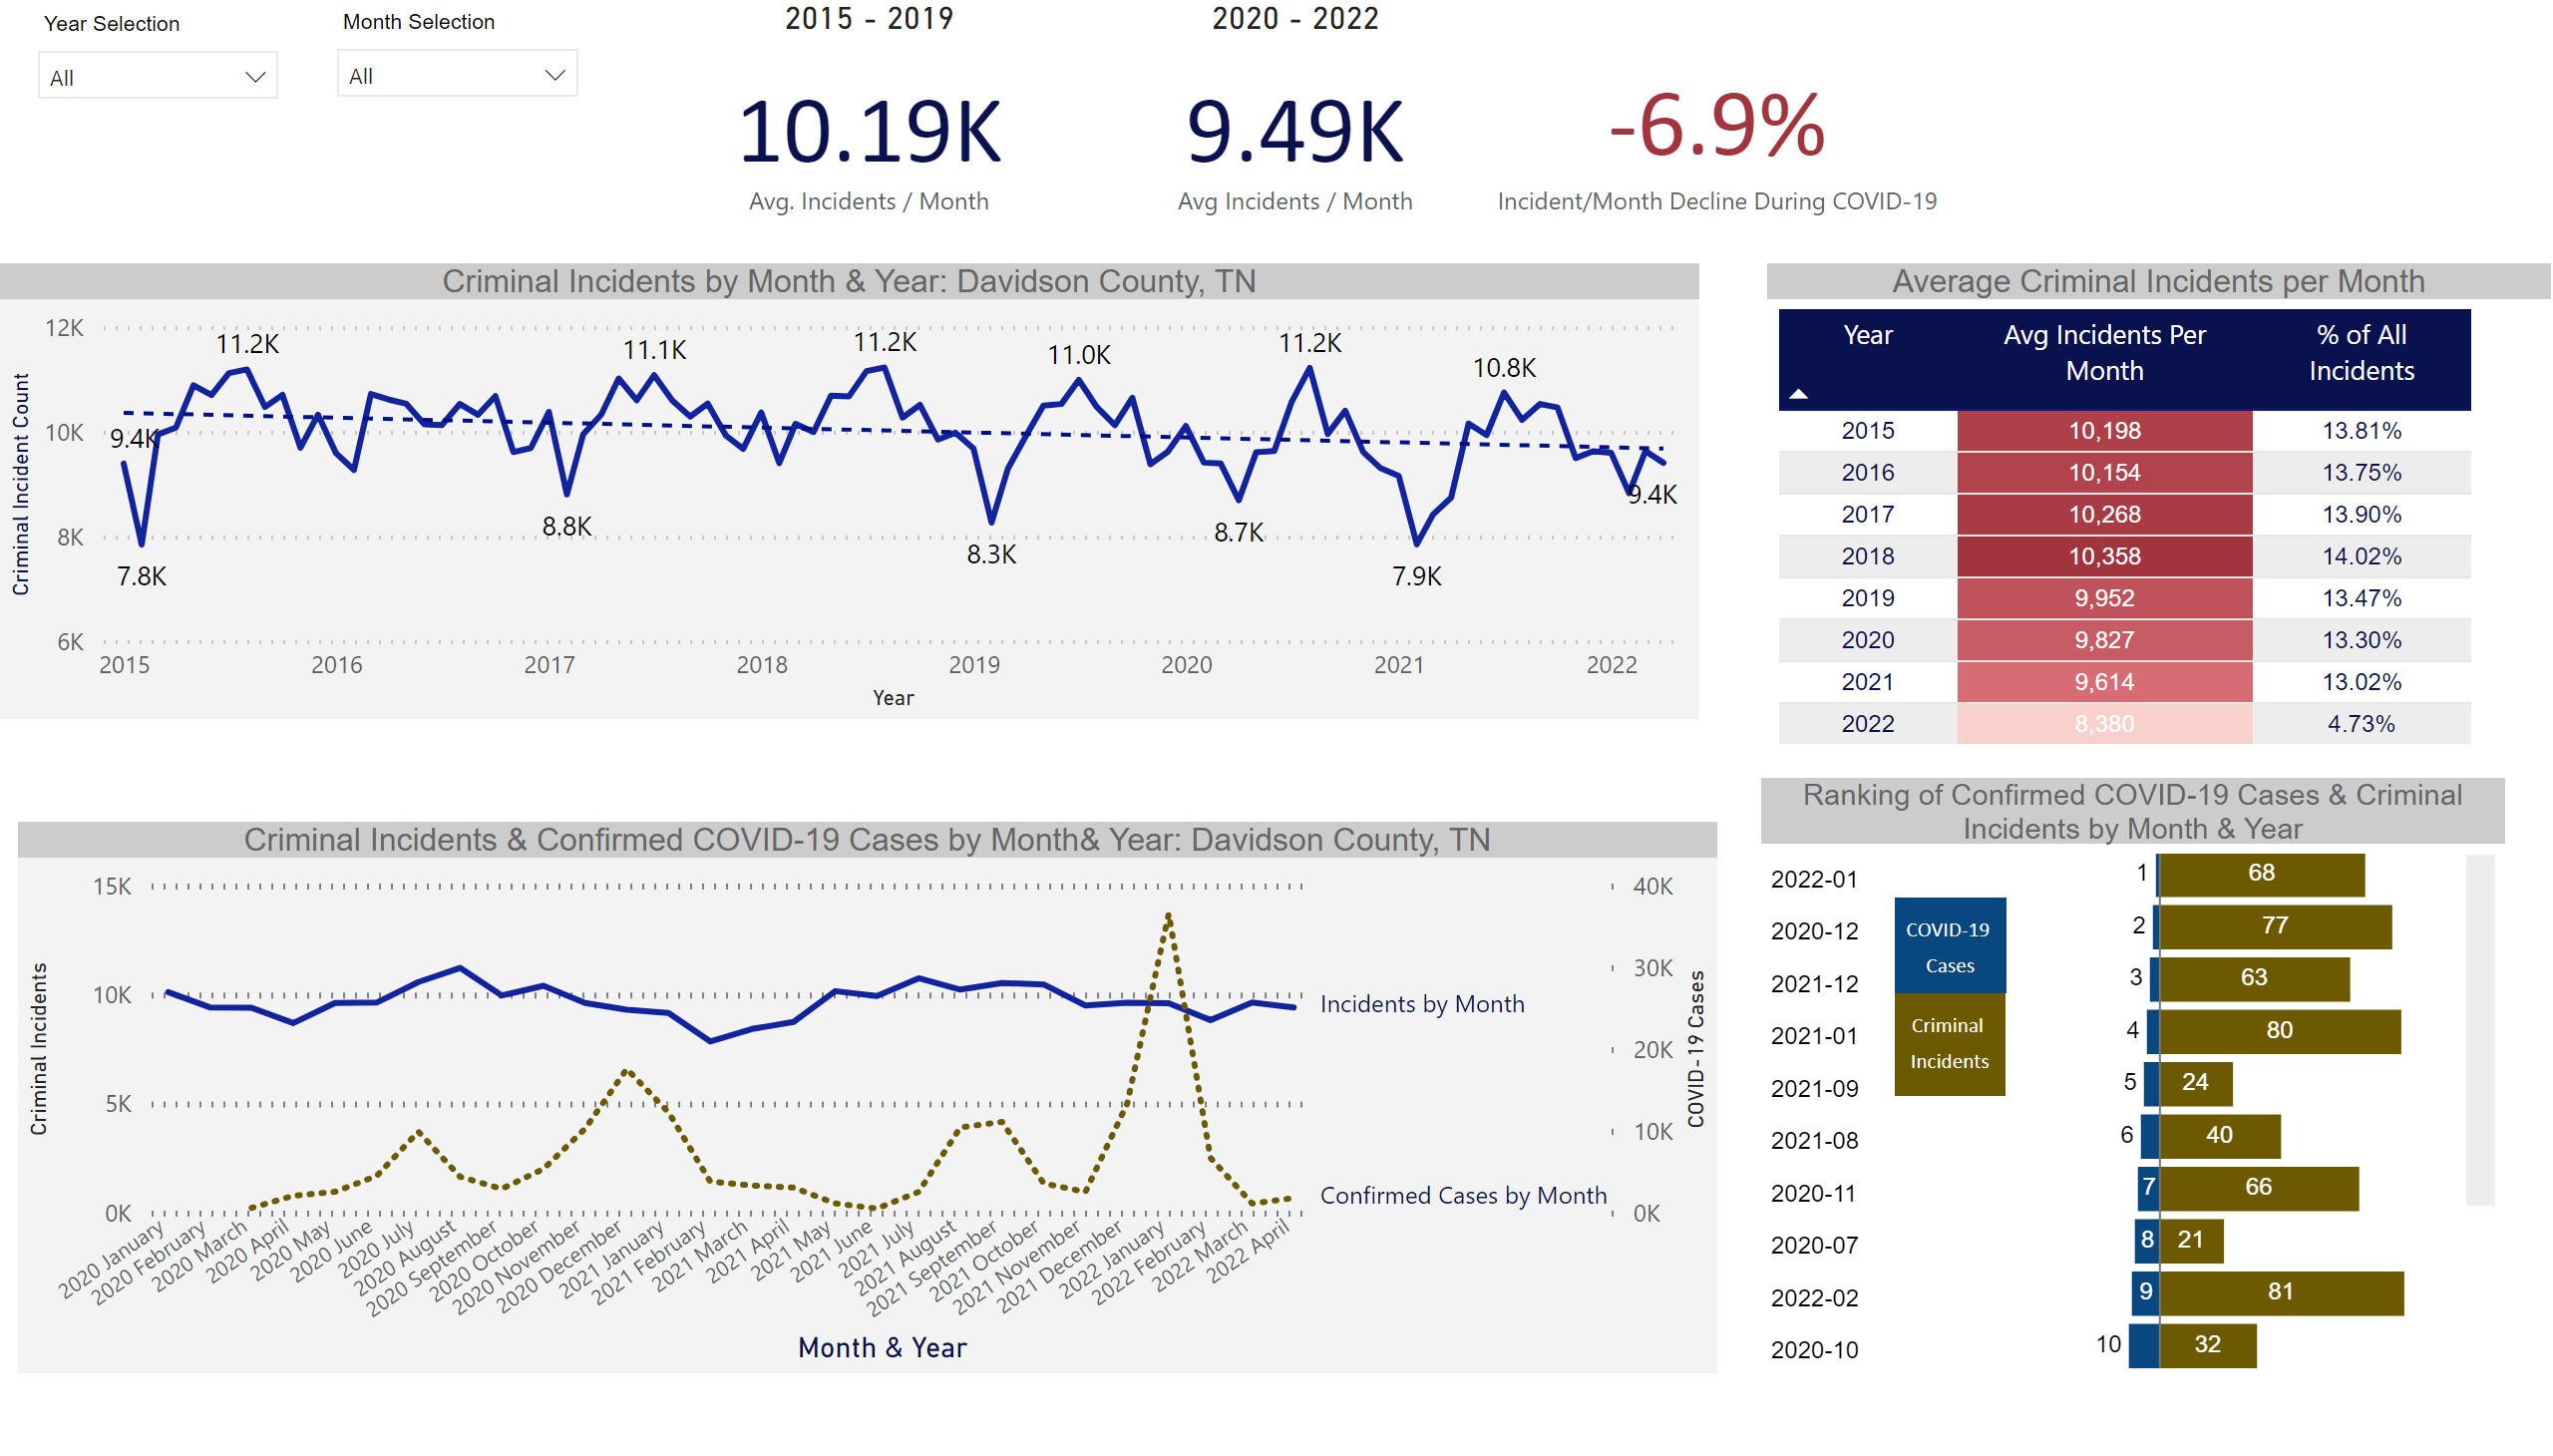 Year Selection
All
Month Selection
All
2015 - 2019
10.19K
Avg. Incidents / Month
2020 - 2022
9.49K
Avg Incidents / Month
-6.9%
Incident/Month Decline During COVID-19
Criminal Incidents by Month & Year: Davidson County, TN
Criminal Incident Count
12K
10K
8K
6K
9.4K
7.8K
11.2K
8.8K
11.1K
11.2K
8.3K
11.0K
8.7K
11.2K
7.9K
10.8K
9.4K
2015 2016 2017 2018 2019 2020 2021 2022
Year
Average Criminal Incidents per Month
Year Avg Incidents Per Month % of All Incidents
2015 10,198 13.81%
2016 10,154 13.75%
2017 10,268 13.90%
2018 10,358 14.02%
2019 9,952 13.47%
2020 9,827 13.30%
2021 9,614 13.02%
2022 8,380 4.73%
Criminal Incidents & Confirmed COVID-19 Cases by Month& Year: Davidson County, TN
Criminal Incidents
15K
10K
5K
0K
40K
30K
20K
10K
0K
COVID-19 Cases
Incidents by Month
Confirmed Cases by Month
2020 January
2020 February
2020 March
2020 April
2020 May
2020 June
2020 July
2020 August
2020 September
2020 October
2020 November
2020 December
2021 January
2021 February
2021 March
2021 April
2021 May
2021 June
2021 July
2021 August
2021 September
2021 October
2021 November
2021 December
2022 January
2022 February
2022 March
2022 April
Month & Year
Ranking of Confirmed COVID-19 Cases & Criminal
Incidents by Month & Year
COVID-19
Cases
Criminal
Incidents
2022-01 1 68
2020-12 2 77
2021-12 3 63
2021-01 4 80
2021-09 5 24
2021-08 6 40
2020-11 7 66
2020-07 8 21
2022-02 9 81
2020-10 10 32